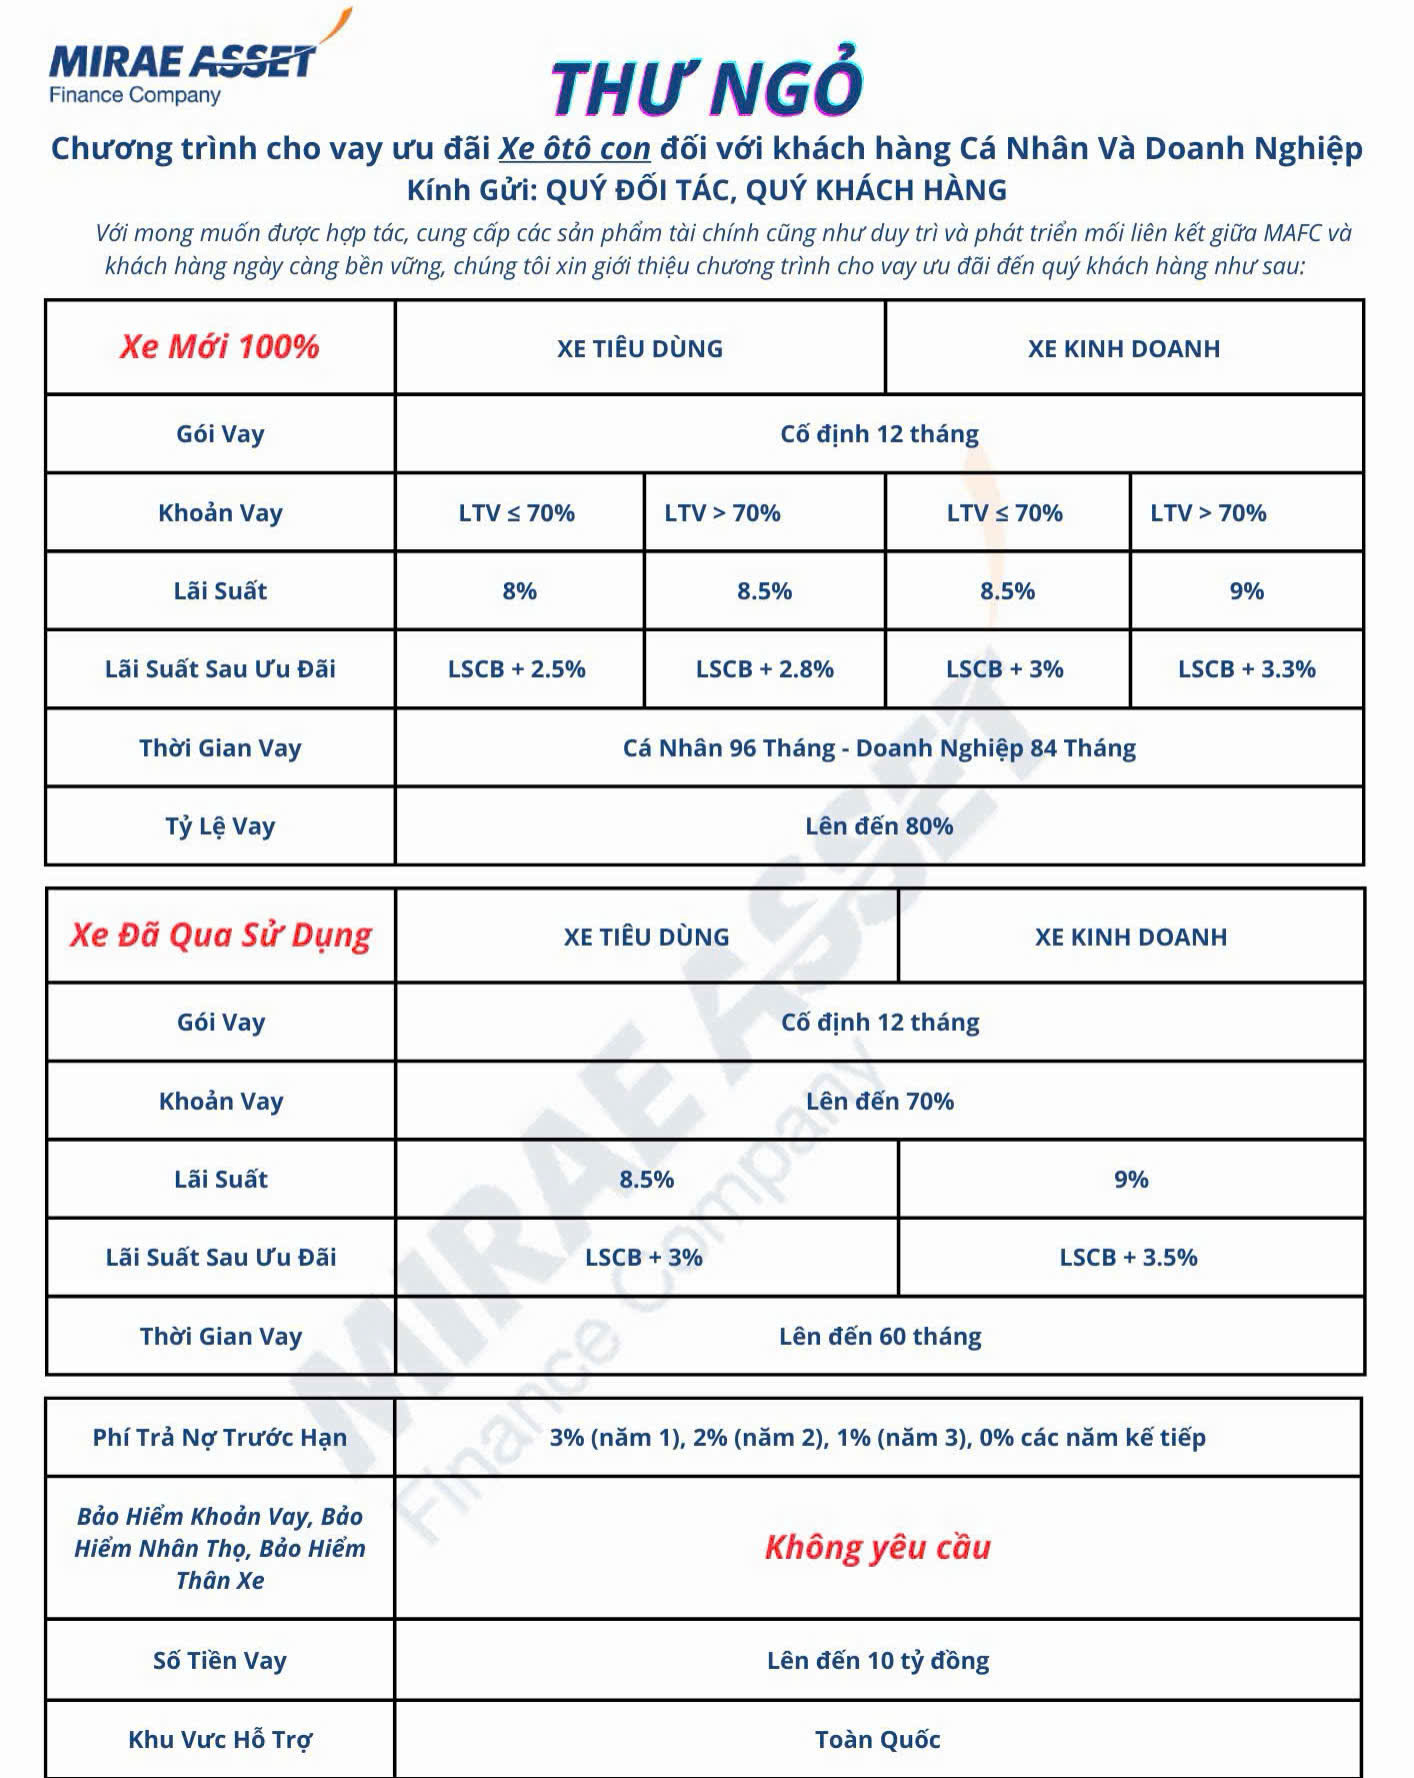 MIRAE ASSET
Finance Company
THƯ NGỎ
Chương trình cho vay ưu đãi Xe ôtô con đối với khách hàng Cá Nhân Và Doanh Nghiệp
Kính Gửi: QUÝ ĐỐI TÁC, QUÝ KHÁCH HÀNG
Với mong muốn được hợp tác, cung cấp các sản phẩm tài chính cũng như duy trì và phát triển mối liên kết giữa MAFC và
khách hàng ngày càng bền vững, chúng tôi xin giới thiệu chương trình cho vay ưu đãi đến quý khách hàng như sau:
Xe Mới 100% XE TIÊU DÙNG XE KINH DOANH
Gói Vay Cố định 12 tháng
Khoản Vay LTV ≤ 70% LTV > 70% LTV ≤ 70% LTV > 70%
Lãi Suất 8% 8.5% 8.5% 9%
Lãi Suất Sau Ưu Đãi LSCB + 2.5% LSCB + 2.8% LSCB + 3% LSCB + 3.3%
Thời Gian Vay Cá Nhân 96 Tháng - Doanh Nghiệp 84 Tháng
Tỷ Lệ Vay Lên đến 80%
Xe Đã Qua Sử Dụng XE TIÊU DÙNG XE KINH DOANH
Gói Vay Cố định 12 tháng
Khoản Vay Lên đến 70%
Lãi Suất 8.5% 9%
Lãi Suất Sau Ưu Đãi LSCB + 3% LSCB + 3.5%
Thời Gian Vay Lên đến 60 tháng
Phí Trả Nợ Trước Hạn 3% (năm 1), 2% (năm 2), 1% (năm 3), 0% các năm kế tiếp
Bảo Hiểm Khoản Vay, Bảo
Hiểm Nhân Thọ, Bảo Hiểm
Thân Xe
Không yêu cầu
Số Tiền Vay Lên đến 10 tỷ đồng
Khu Vưc Hỗ Trợ Toàn Quốc
MIRAE ASSET
Finance Company